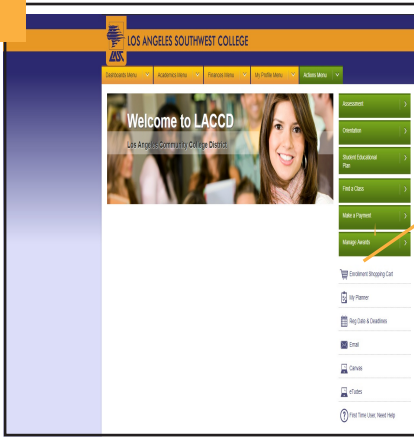 LOS ANGELES SOUTHWEST COLLEGE
LASC
Dashboards Menu
Academics Menu
Finances Menu
My Profile Menu
Actions Menu
Welcome to LACCD
Los Angeles Community College District
Assessment
Orientation
Student Educational
Plan
Find a Class
Make a Payment
Manage Awards
Enrollment Shopping Cart
My Planner
Reg Date & Deadlines
Email
Canvas
eTudes
First Time User, Need Help